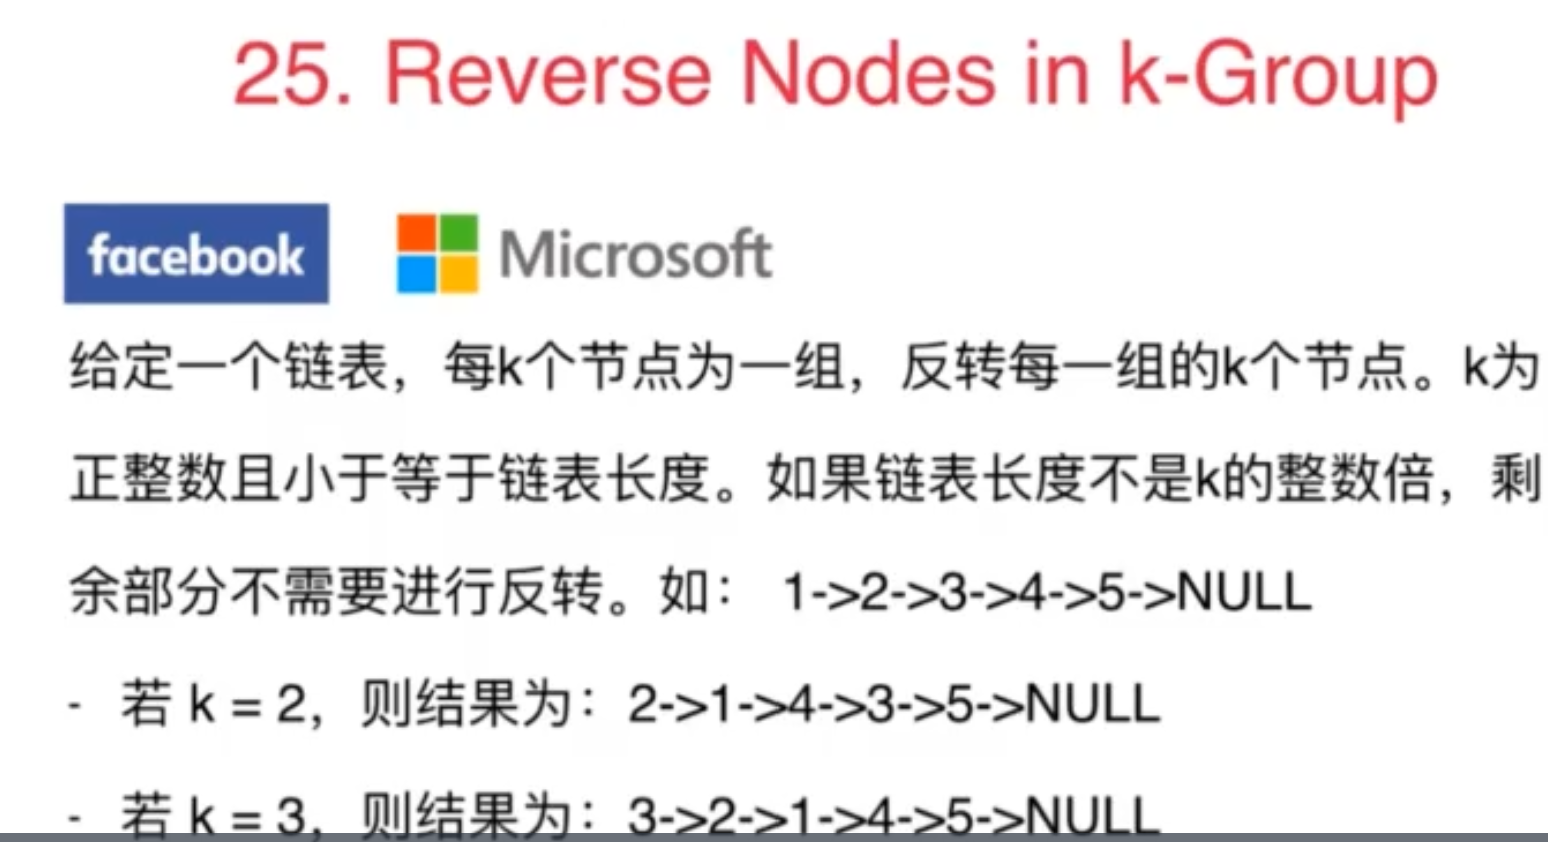 25. Reverse Nodes in k-Group
facebook Microsoft
给定一个链表，每k个节点为一组，反转每一组的k个节点。k为
正整数且小于等于链表长度。如果链表长度不是k的整数倍，剩
余部分不需要进行反转。如： 1->2->3->4->5->NULL
- 若 k = 2，则结果为：2->1->4->3->5->NULL
- 若 k = 3，则结果为：3->2->1->4->5->NULL